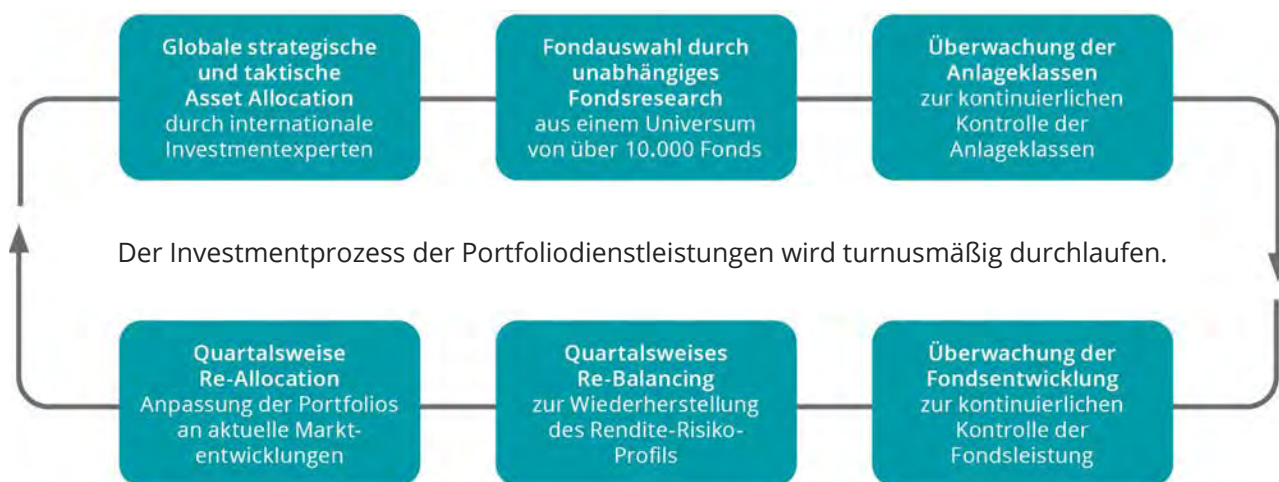 Globale strategische
und taktische
Asset Allocation
durch internationale
Investmentexperten
Fondauswahl durch
unabhängiges
Fondsresearch
aus einem Universum
von über 10.000 Fonds
Überwachung der
Anlageklassen
zur kontinuierlichen
Kontrolle der
Anlageklassen
Der Investmentprozess der Portfoliodienstleistungen wird turnusmäßig durchlaufen.
Quartalsweise
Re-Allocation
Anpassung der Portfolios
an aktuelle Markt-
entwicklungen
Quartalsweises
Re-Balancing
zur Wiederherstellung
des Rendite-Risiko-
Profils
Überwachung der
Fondsentwicklung
zur kontinuierlichen
Kontrolle der
Fondsleistung